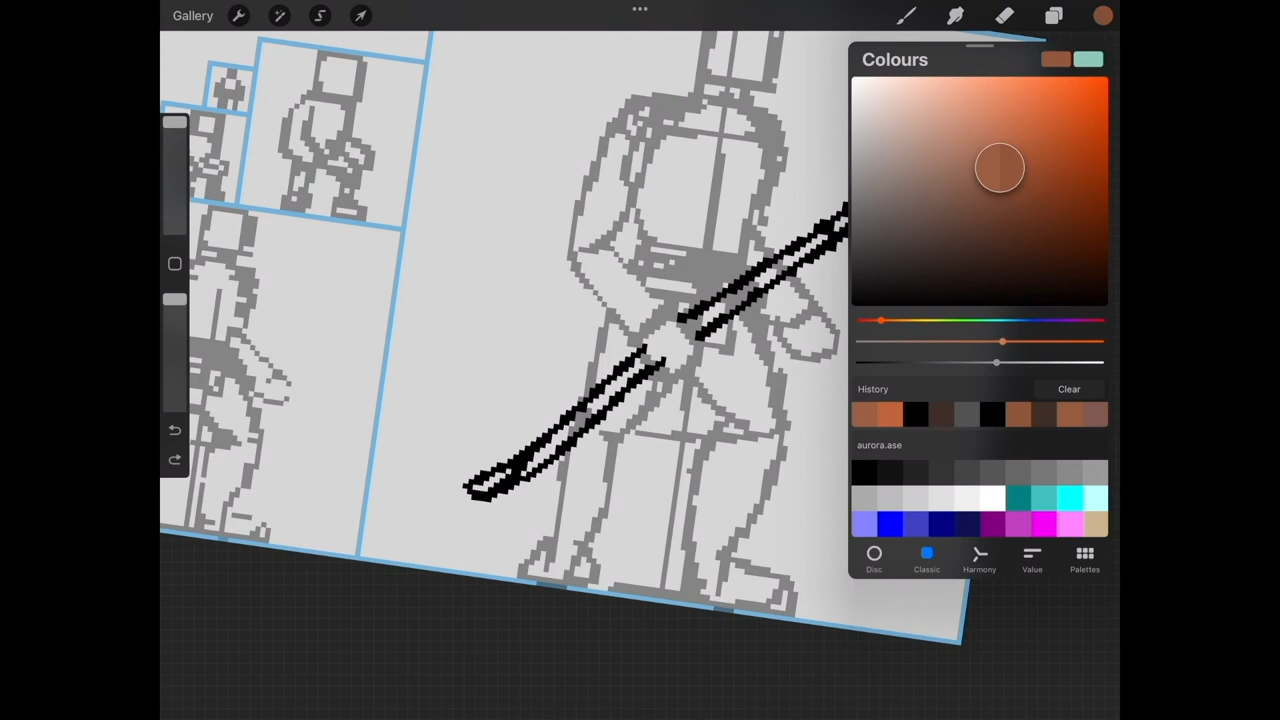 Gallery
Colours
History
Clear
aurora.ase
Disc
Classic
Harmony
Value
Palettes